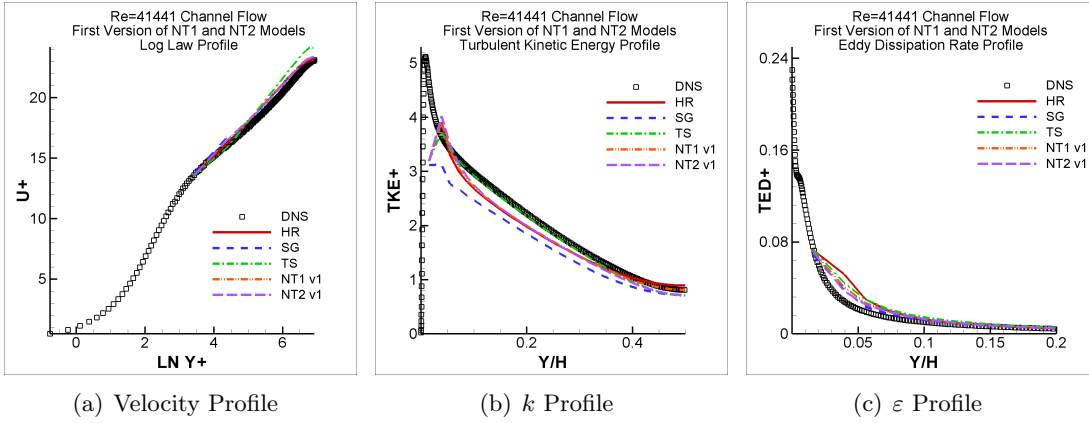 Re=41441 Channel Flow
First Version of NT1 and NT2 Models
Log Law Profile
U+
20
15
10
5
DNS
HR
SG
TS
NT1 v1
NT2 v1
0
2
4
6
LN Y+
(a) Velocity Profile
Re=41441 Channel Flow
First Version of NT1 and NT2 Models
Turbulent Kinetic Energy Profile
TKE+
5
4
3
2
1
0
DNS
HR
SG
TS
NT1 v1
NT2 v1
0.2
0.4
Y/H
(b) k Profile
Re=41441 Channel Flow
First Version of NT1 and NT2 Models
Eddy Dissipation Rate Profile
TED+
0.24
0.16
0.08
0
DNS
HR
SG
TS
NT1 v1
NT2 v1
0
0.05
0.1
0.15
0.2
Y/H
(c) ε Profile